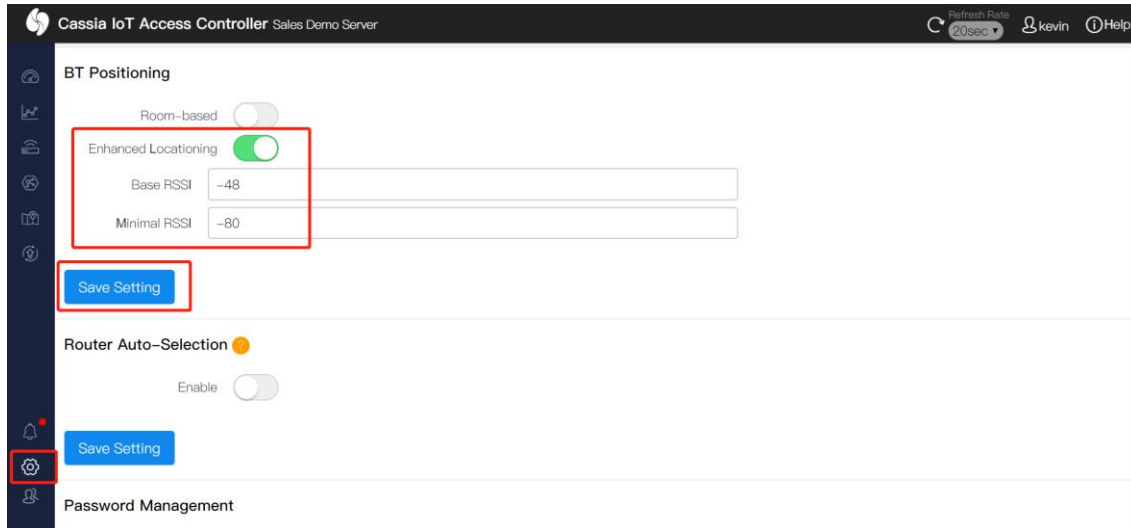 Cassia IoT Access Controller Sales Demo Server
Refresh Rate
20sec ▾
kevin
Help
BT Positioning
Room-based
Enhanced Locationing
Base RSSI -48
Minimal RSSI -80
Save Setting
Router Auto-Selection ?
Enable
Save Setting
Password Management